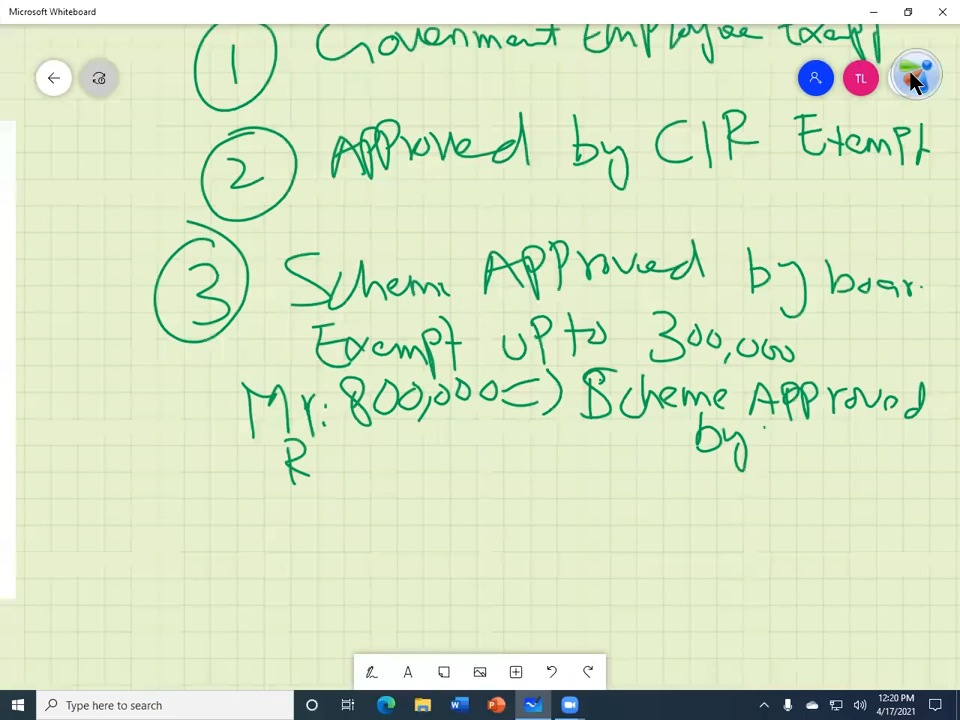 Microsoft Whiteboard
1 Government Employee Exempt
TL
2 Approved by CIR Exempt
3 Scheme Approved by boar.
Exempt upto 300,000
Mr: 800,000 => Scheme Approved
R by
A
Type here to search
12:20 PM
4/17/2021